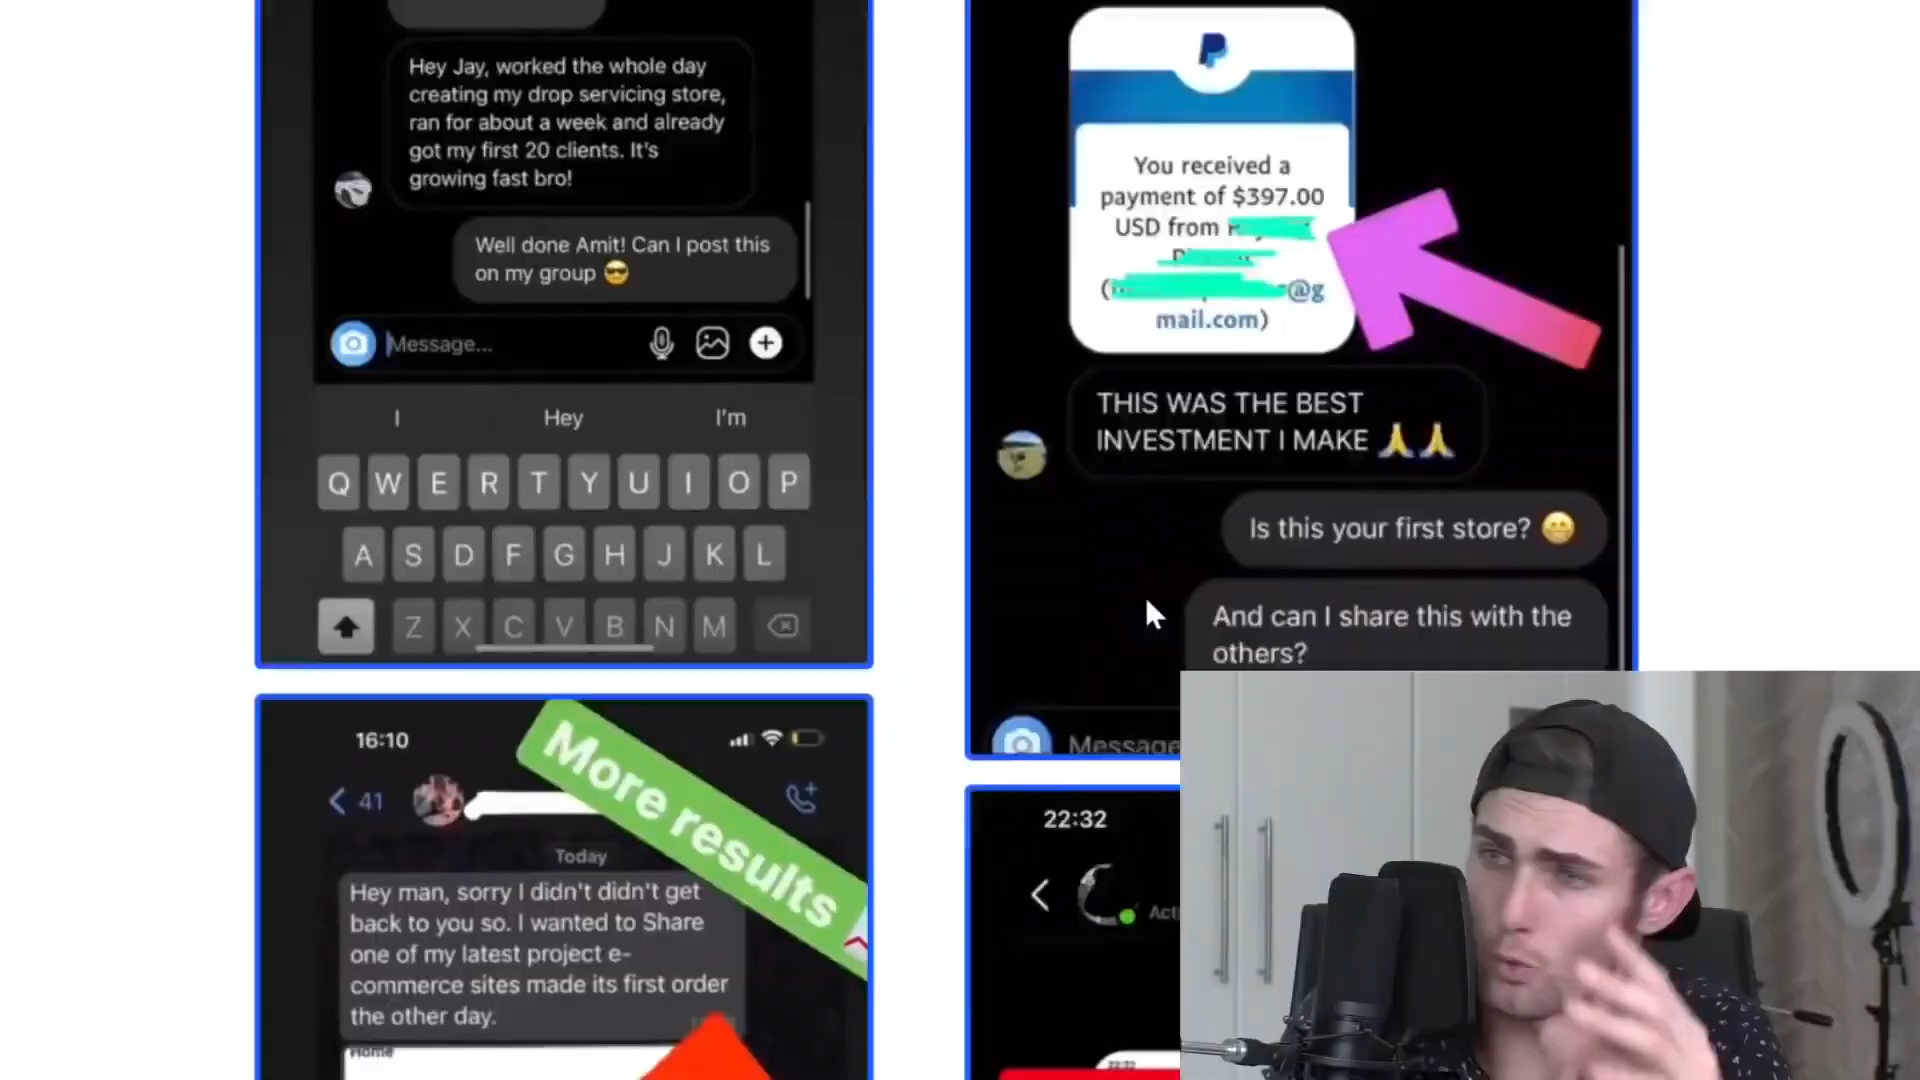 Hey Jay, worked the whole day
creating my drop servicing store,
ran for about a week and already
got my first 20 clients. It's
growing fast bro!
Well done Amit! Can I post this
on my group 😎
Message...
I Hey I'm
Q W E R T Y U I O P
A S D F G H J K L
Z X C V B N M
You received a
payment of $397.00
USD from
(
@g
mail.com)
THIS WAS THE BEST
INVESTMENT I MAKE 🙏🙏
Is this your first store? 😁
And can I share this with the
others?
Message
16:10
41
More results
Today
Hey man, sorry I didn't didn't get
back to you so. I wanted to Share
one of my latest project e-
commerce sites made its first order
the other day.
Home
22:32
Acti
22:32